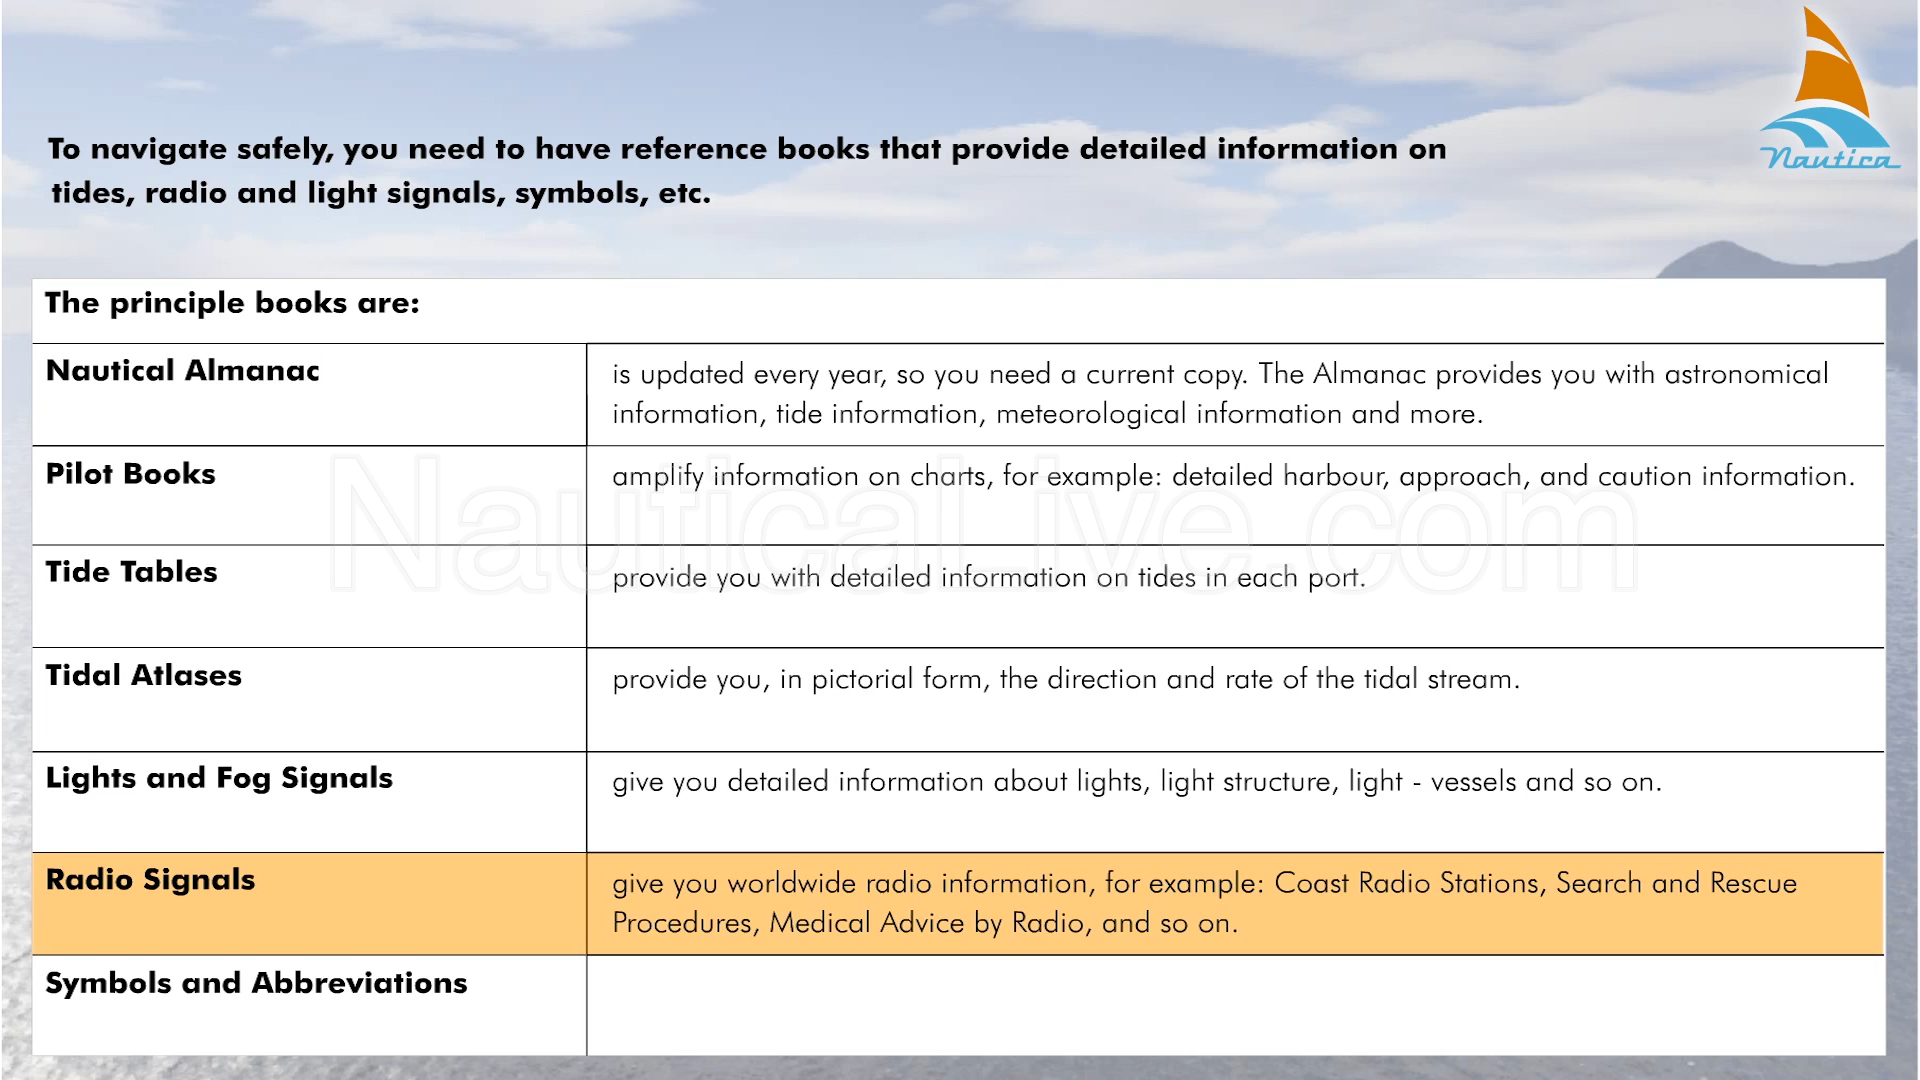 Nautica
To navigate safely, you need to have reference books that provide detailed information on
tides, radio and light signals, symbols, etc.
The principle books are:
Nautical Almanac
is updated every year, so you need a current copy. The Almanac provides you with astronomical
information, tide information, meteorological information and more.
Pilot Books
amplify information on charts, for example: detailed harbour, approach, and caution information.
NauticaLive.com
Tide Tables
provide you with detailed information on tides in each port.
Tidal Atlases
provide you, in pictorial form, the direction and rate of the tidal stream.
Lights and Fog Signals
give you detailed information about lights, light structure, light - vessels and so on.
Radio Signals
give you worldwide radio information, for example: Coast Radio Stations, Search and Rescue
Procedures, Medical Advice by Radio, and so on.
Symbols and Abbreviations